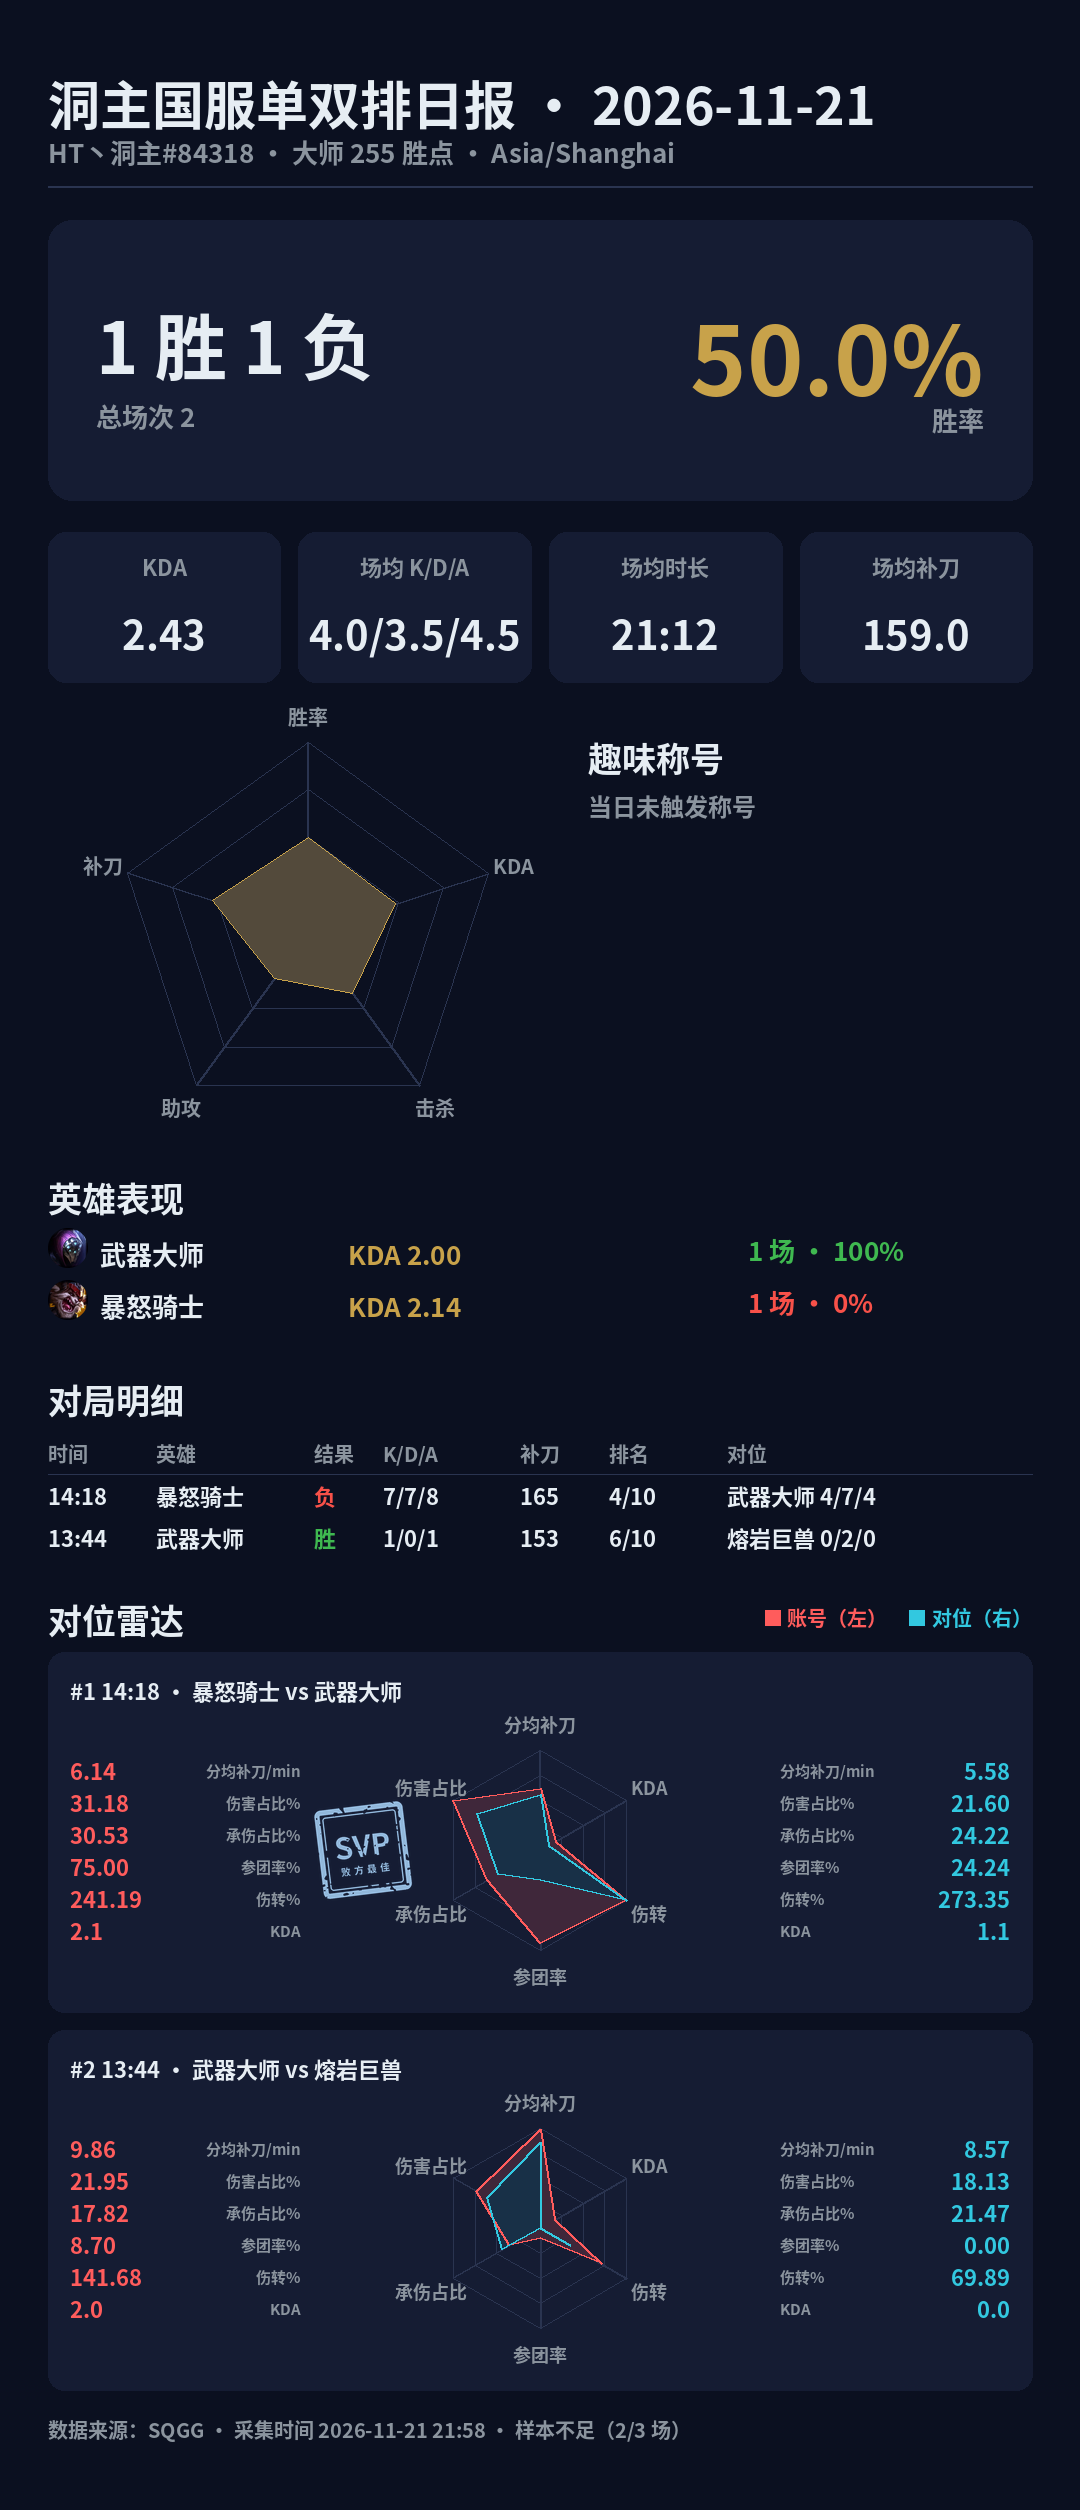 洞主国服单双排日报 · 2026-11-21
HT丶洞主#84318 · 大师 255 胜点 · Asia/Shanghai
1 胜 1 负
50.0%
总场次 2
胜率
KDA
场均 K/D/A
场均时长
场均补刀
2.43
4.0/3.5/4.5
21:12
159.0
胜率
补刀
KDA
助攻
击杀
趣味称号
当日未触发称号
英雄表现
武器大师 KDA 2.00 1 场 · 100%
暴怒骑士 KDA 2.14 1 场 · 0%
对局明细
时间 英雄 结果 K/D/A 补刀 排名 对位
14:18 暴怒骑士 负 7/7/8 165 4/10 武器大师 4/7/4
13:44 武器大师 胜 1/0/1 153 6/10 熔岩巨兽 0/2/0
对位雷达
账号（左） 对位（右）
#1 14:18 · 暴怒骑士 vs 武器大师
6.14 分均补刀/min
31.18 伤害占比%
30.53 承伤占比%
75.00 参团率%
241.19 伤转%
2.1 KDA
SVP
败方最佳
分均补刀
伤害占比
KDA
承伤占比
伤转
参团率
分均补刀/min 5.58
伤害占比% 21.60
承伤占比% 24.22
参团率% 24.24
伤转% 273.35
KDA 1.1
#2 13:44 · 武器大师 vs 熔岩巨兽
9.86 分均补刀/min
21.95 伤害占比%
17.82 承伤占比%
8.70 参团率%
141.68 伤转%
2.0 KDA
分均补刀
伤害占比
KDA
承伤占比
伤转
参团率
分均补刀/min 8.57
伤害占比% 18.13
承伤占比% 21.47
参团率% 0.00
伤转% 69.89
KDA 0.0
数据来源：SQGG · 采集时间 2026-11-21 21:58 · 样本不足（2/3 场）